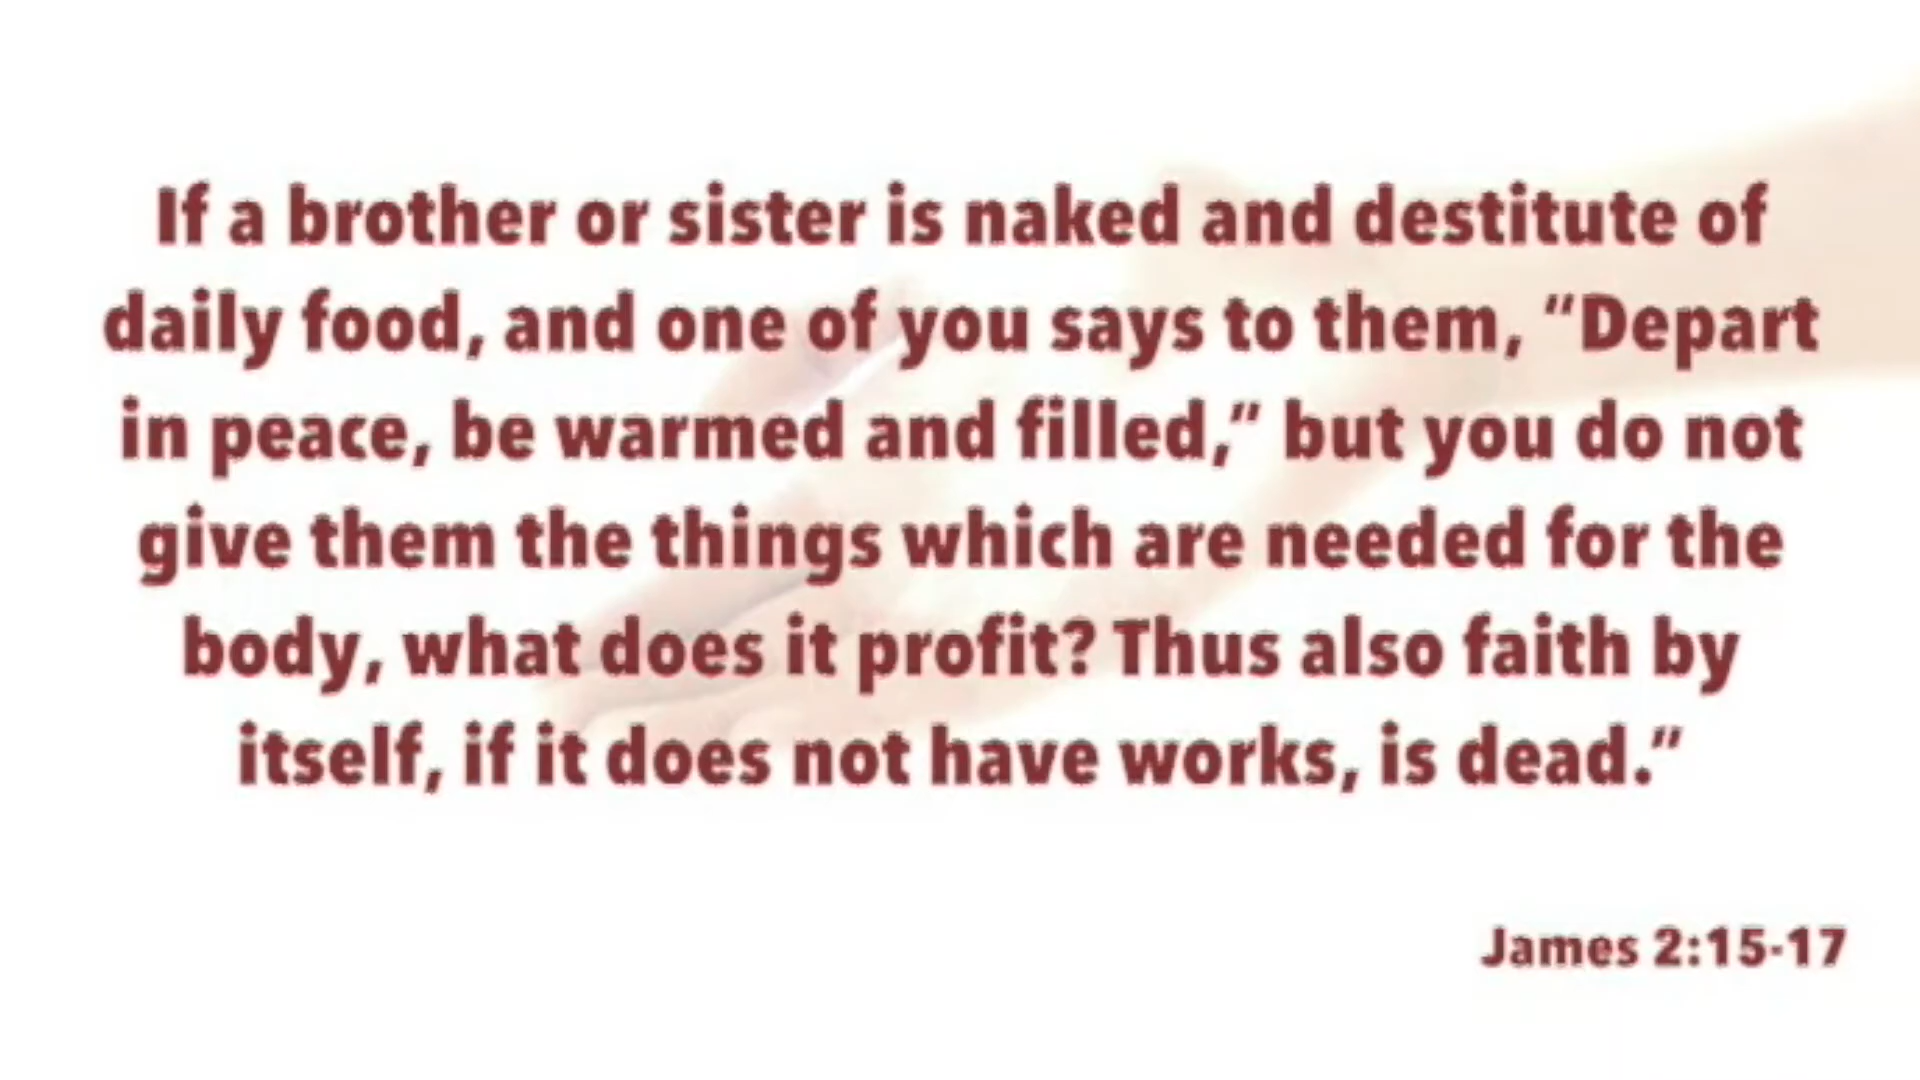 If a brother or sister is naked and destitute of
daily food, and one of you says to them, “Depart
in peace, be warmed and filled,” but you do not
give them the things which are needed for the
body, what does it profit? Thus also faith by
itself, if it does not have works, is dead.”
James 2:15-17